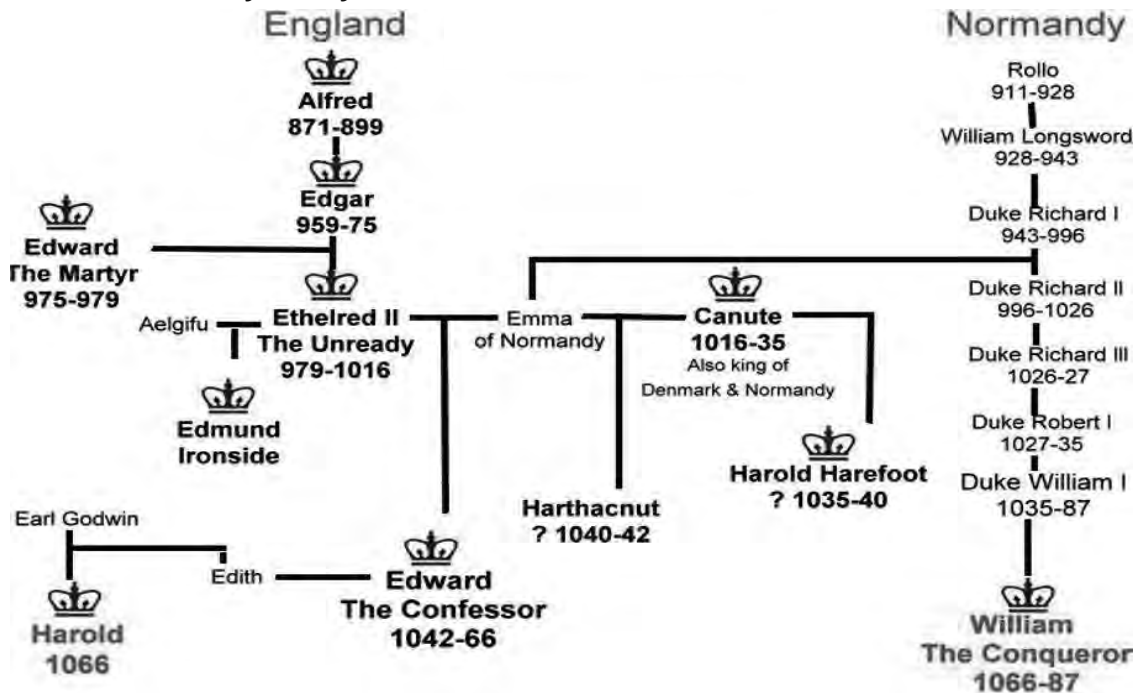 England
Normandy
Alfred
871-899
Edgar
959-75
Edward
The Martyr
975-979
Aelgifu
Ethelred II
The Unready
979-1016
Emma
of Normandy
Canute
1016-35
Also king of
Denmark & Normandy
Edmund
Ironside
Harthacnut
? 1040-42
Harold Harefoot
? 1035-40
Earl Godwin
Edith
Edward
The Confessor
1042-66
Harold
1066
Rollo
911-928
William Longsword
928-943
Duke Richard I
943-996
Duke Richard II
996-1026
Duke Richard III
1026-27
Duke Robert I
1027-35
Duke William I
1035-87
William
The Conqueror
1066-87